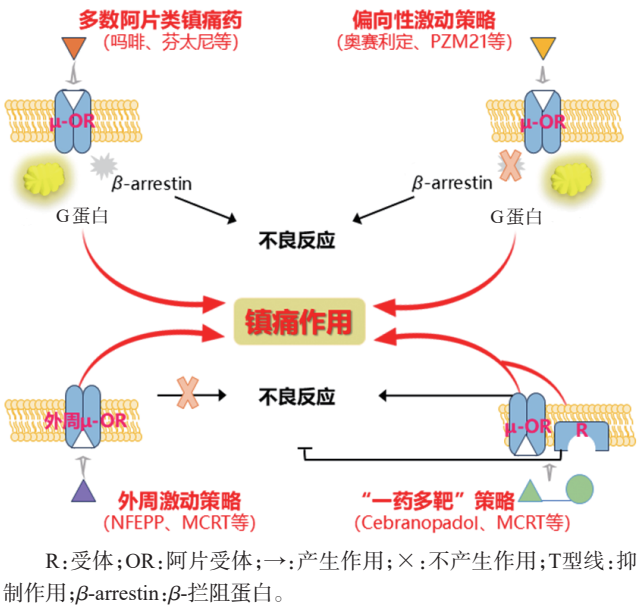 多数阿片类镇痛药
(吗啡、芬太尼等)
偏向性激动策略
(奥赛利定、PZM21等)
μ-OR
μ-OR
β-arrestin
β-arrestin
G蛋白
G蛋白
不良反应
镇痛作用
不良反应
外周μ-OR
μ-OR
R
外周激动策略
(NFEPP、MCRT等)
“一药多靶”策略
(Cebranopadol、MCRT等)
R:受体;OR:阿片受体;→:产生作用;×:不产生作用;T型线:抑
制作用;β-arrestin:β-拦阻蛋白。